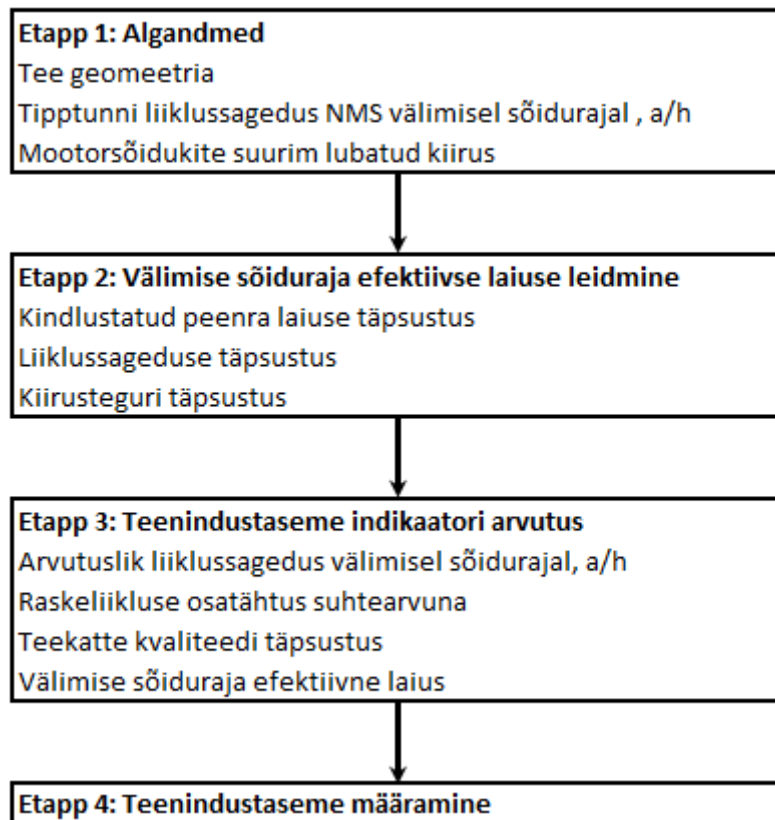 Etapp 1: Algandmed
Tee geomeetria
Tipptunni liiklussagedus NMS välimisel sõidurajal , a/h
Mootorsõidukite suurim lubatud kiirus
Etapp 2: Välimise sõiduraja efektiivse laiuse leidmine
Kindlustatud peenra laiuse täpsustus
Liiklussageduse täpsustus
Kiirusteguri täpsustus
Etapp 3: Teenindustaseme indikaatori arvutus
Arvutuslik liiklussagedus välimisel sõidurajal, a/h
Raskeliikluse osatähtus suhtearvuna
Teekatte kvaliteedi täpsustus
Välimise sõiduraja efektiivne laius
Etapp 4: Teenindustaseme määramine